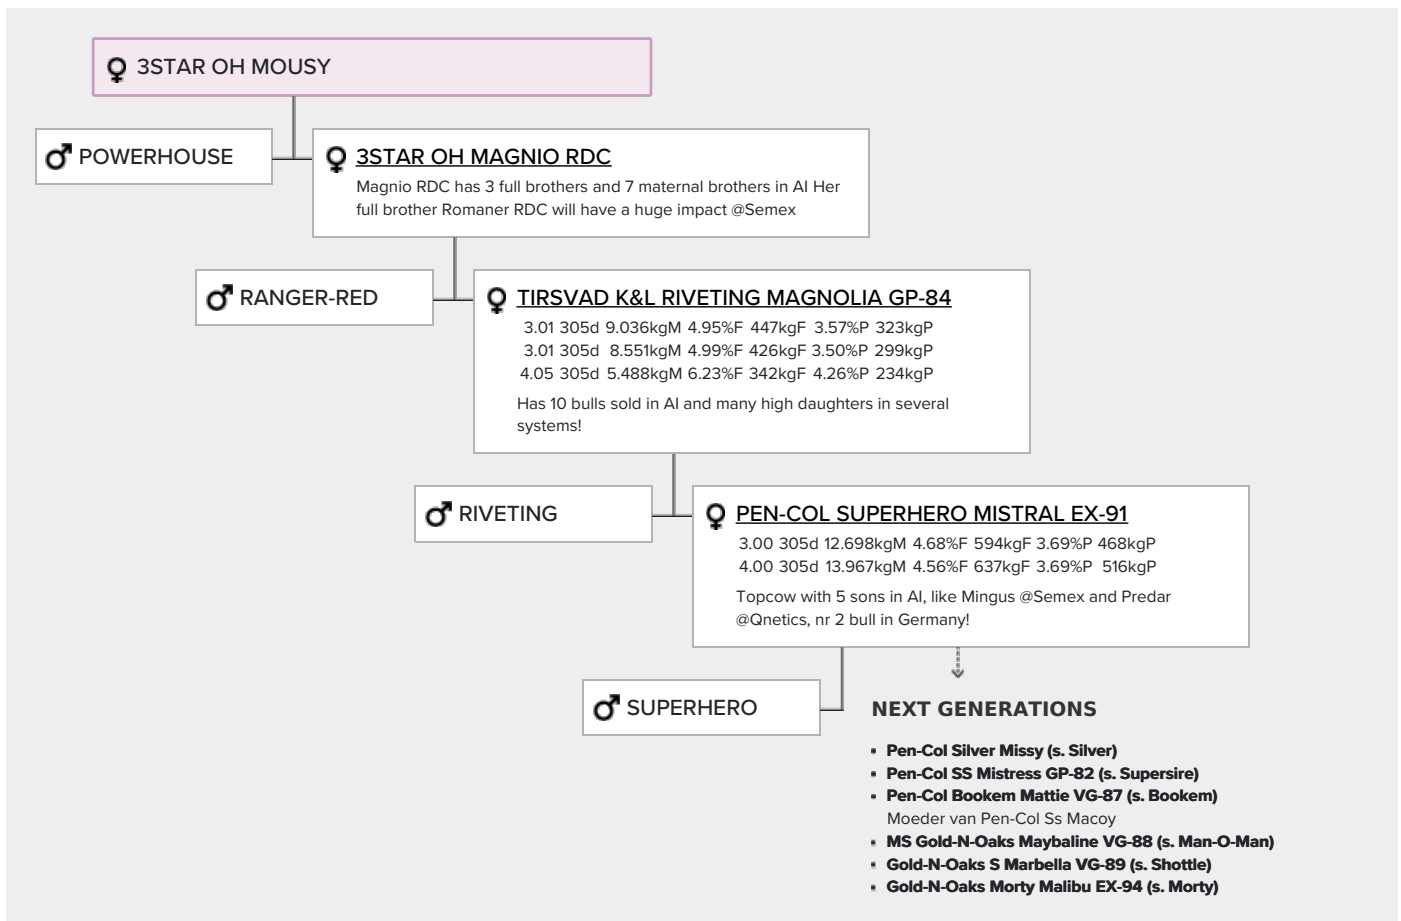 3STAR OH MOUSY
POWERHOUSE
3STAR OH MAGNIO RDC
Magnio RDC has 3 full brothers and 7 maternal brothers in AI Her
full brother Romaner RDC will have a huge impact @Semex
RANGER-RED
TIRSVAD K&L RIVETING MAGNOLIA GP-84
3.01 305d 9.036kgM 4.95%F 447kgF 3.57%P 323kgP
3.01 305d 8.551kgM 4.99%F 426kgF 3.50%P 299kgP
4.05 305d 5.488kgM 6.23%F 342kgF 4.26%P 234kgP
Has 10 bulls sold in AI and many high daughters in several
systems!
RIVETING
PEN-COL SUPERHERO MISTRAL EX-91
3.00 305d 12.698kgM 4.68%F 594kgF 3.69%P 468kgP
4.00 305d 13.967kgM 4.56%F 637kgF 3.69%P 516kgP
Topcow with 5 sons in AI, like Mingus @Semex and Predar
@Qnetics, nr 2 bull in Germany!
SUPERHERO
NEXT GENERATIONS
Pen-Col Silver Missy (s. Silver)
Pen-Col SS Mistress GP-82 (s. Supersire)
Pen-Col Bookem Mattie VG-87 (s. Bookem)
Moeder van Pen-Col Ss Macoy
MS Gold-N-Oaks Maybaline VG-88 (s. Man-O-Man)
Gold-N-Oaks S Marbella VG-89 (s. Shottle)
Gold-N-Oaks Morty Malibu EX-94 (s. Morty)